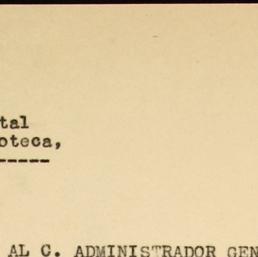 tal
oteca,
-----
AL C. ADMINISTRADOR GEN